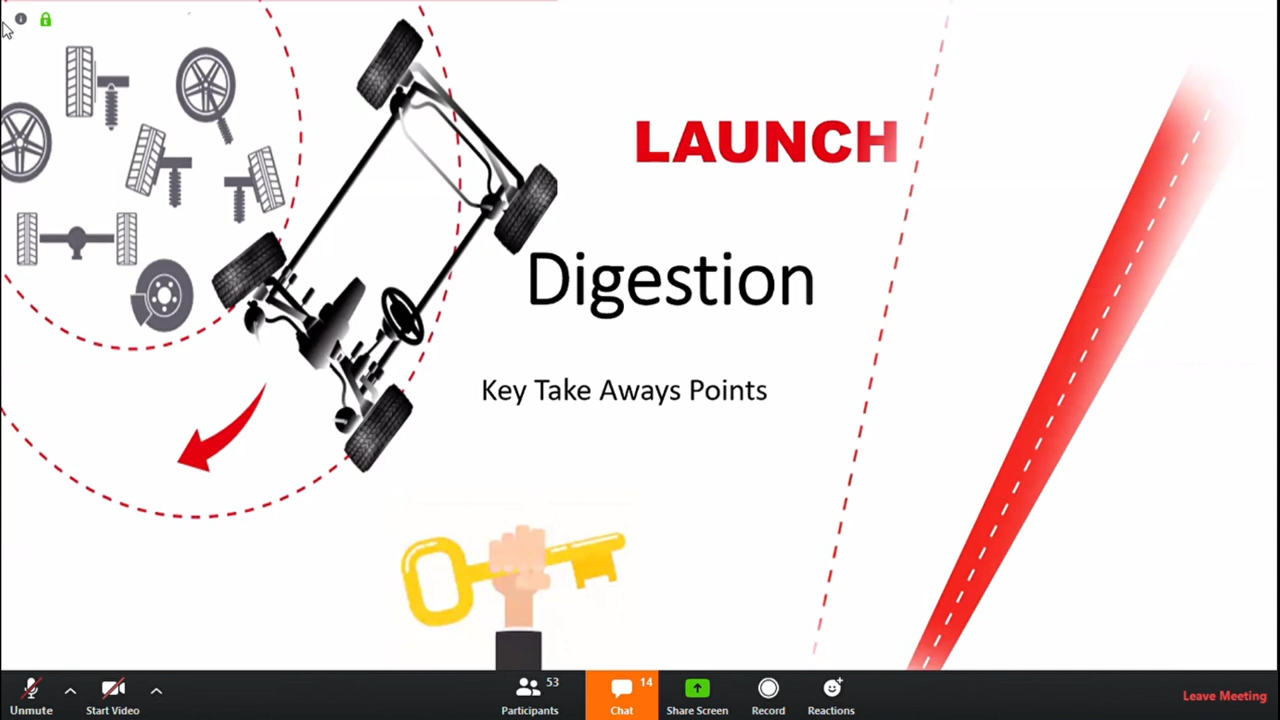 LAUNCH
Digestion
Key Take Aways Points
53
14
Unmute
Start Video
Participants
Chat
Share Screen
Record
Reactions
Leave Meeting